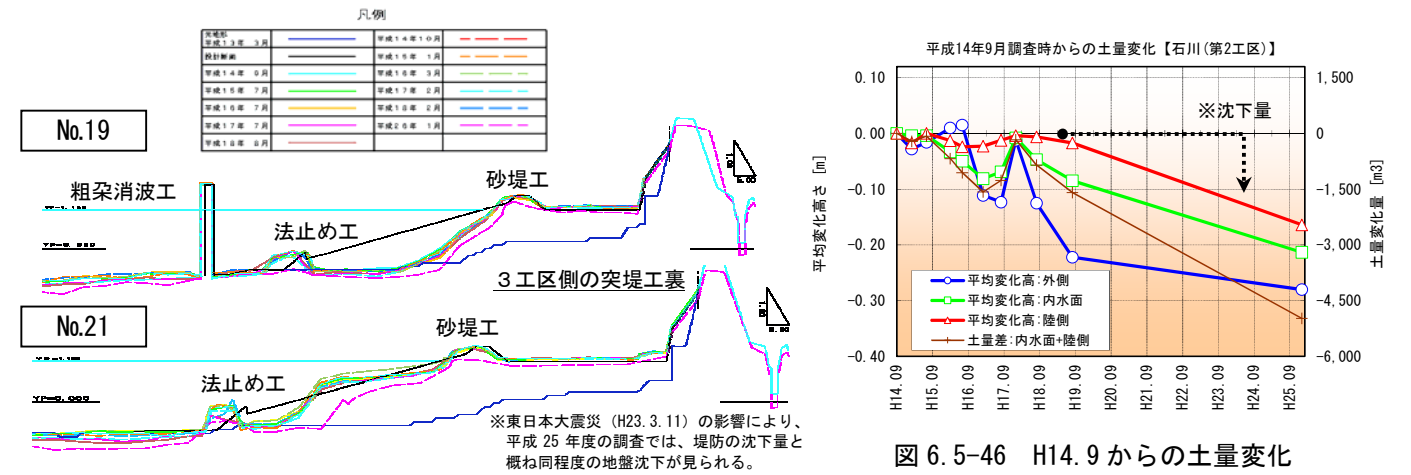 凡例
元地形
平成13年 3月
平成14年10月
設計断面
平成15年 1月
平成14年 9月
平成16年 3月
平成15年 7月
平成17年 2月
平成16年 7月
平成18年 2月
平成17年 7月
平成26年 1月
平成18年 8月
No.19
粗朶消波工
法止め工
砂堤工
3工区側の突堤工裏
No.21
法止め工
砂堤工
※東日本大震災(H23.3.11)の影響により、
平成25年度の調査では、堤防の沈下量と
概ね同程度の地盤沈下が見られる。
平成14年9月調査時からの土量変化【石川(第2工区)】
平均変化高さ [m]
0.10
0.00
-0.10
-0.20
-0.30
-0.40
1,500
0
-1,500
-3,000
-4,500
-6,000
土量変化量 [m3]
※沈下量
平均変化高:外側
平均変化高:内水面
平均変化高:陸側
土量差:内水面+陸側
H14.09
H15.09
H16.09
H17.09
H18.09
H19.09
H20.09
H21.09
H22.09
H23.09
H24.09
H25.09
図 6.5-46 H14.9からの土量変化